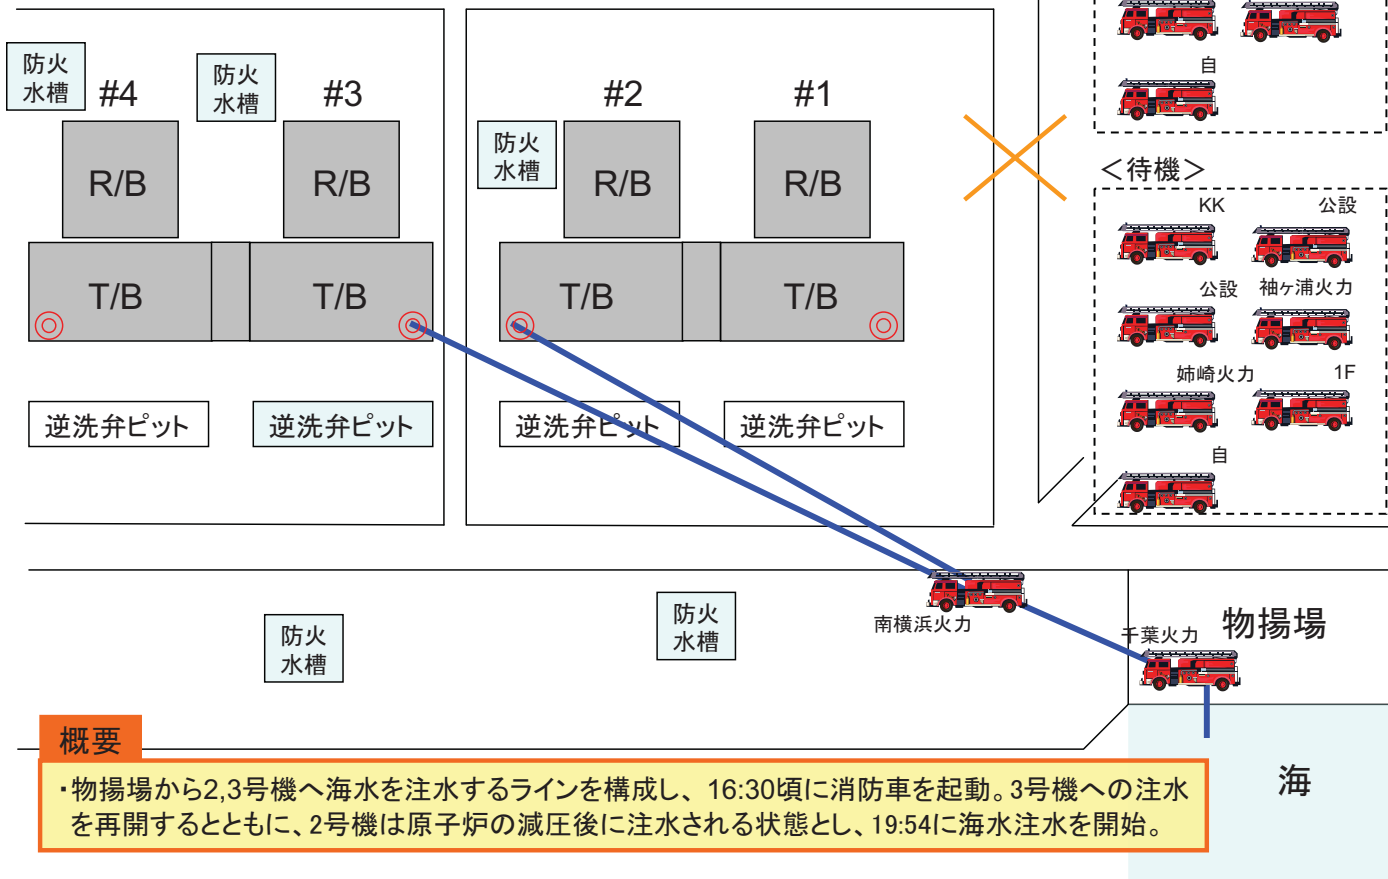 自
防火
水槽
#4
防火
水槽
#3
#2
#1
防火
水槽
R/B
R/B
R/B
R/B
T/B
T/B
T/B
T/B
＜待機＞
KK
公設
公設
袖ヶ浦火力
姉崎火力
1F
自
逆洗弁ピット
逆洗弁ピット
逆洗弁ピット
逆洗弁ピット
防火
水槽
防火
水槽
南横浜火力
千葉火力
物揚場
海
概要
・物揚場から2,3号機へ海水を注水するラインを構成し、16:30頃に消防車を起動。3号機への注水
を再開するとともに、2号機は原子炉の減圧後に注水される状態とし、19:54に海水注水を開始。